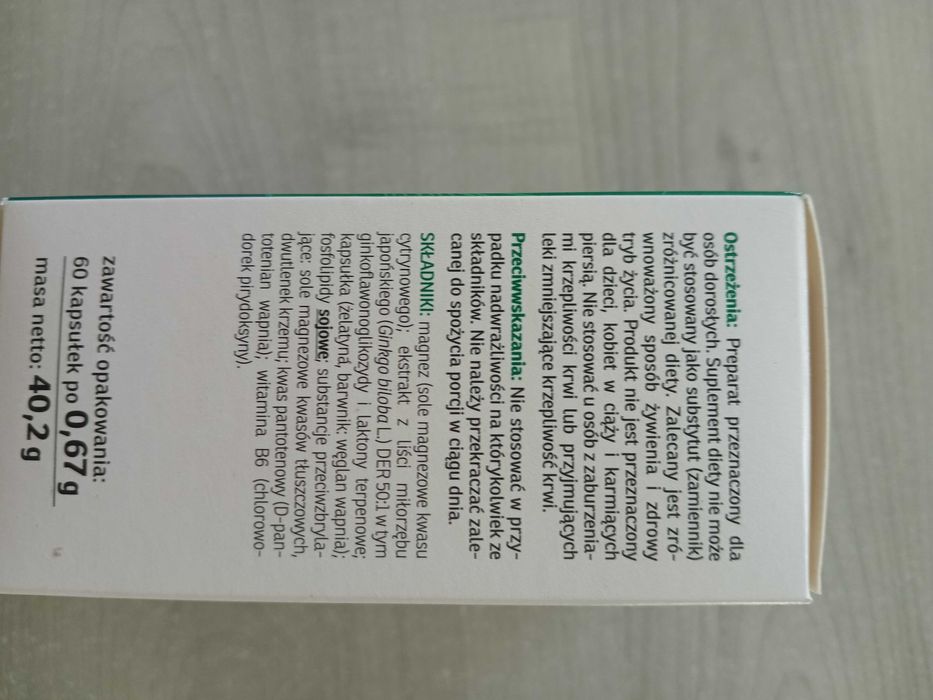 Ostrzeżenia: Preparat przeznaczony dla
osób dorosłych. Suplement diety nie może
być stosowany jako substytut (zamiennik)
zróżnicowanej diety. Zalecany jest zró-
wnoważony sposób żywienia i zdrowy
tryb życia. Produkt nie jest przeznaczony
dla dzieci, kobiet w ciąży i karmiących
piersią. Nie stosować u osób z zaburzenia-
mi krzepliwości krwi lub przyjmujących
leki zmniejszające krzepliwość krwi.
Przeciwwskazania: Nie stosować w przy-
padku nadwrażliwości na którykolwiek ze
składników. Nie należy przekraczać zale-
canej do spożycia porcji w ciągu dnia.
SKŁADNIKI: magnez (sole magnezowe kwasu
cytrynowego); ekstrakt z liści miłorzębu
japońskiego (Ginkgo biloba L.) DER 50:1 w tym
ginkoflawonoglikozydy i laktony terpenowe;
kapsułka (żelatyna, barwnik: węglan wapnia);
fosfolipidy sojowe; substancje przeciwzbryla-
jące: sole magnezowe kwasów tłuszczowych,
dwutlenek krzemu; kwas pantotenowy (D-pan-
totenian wapnia); witamina B6 (chlorowo-
dorek pirydoksyny).
zawartość opakowania:
60 kapsułek po 0,67 g
masa netto: 40,2 g